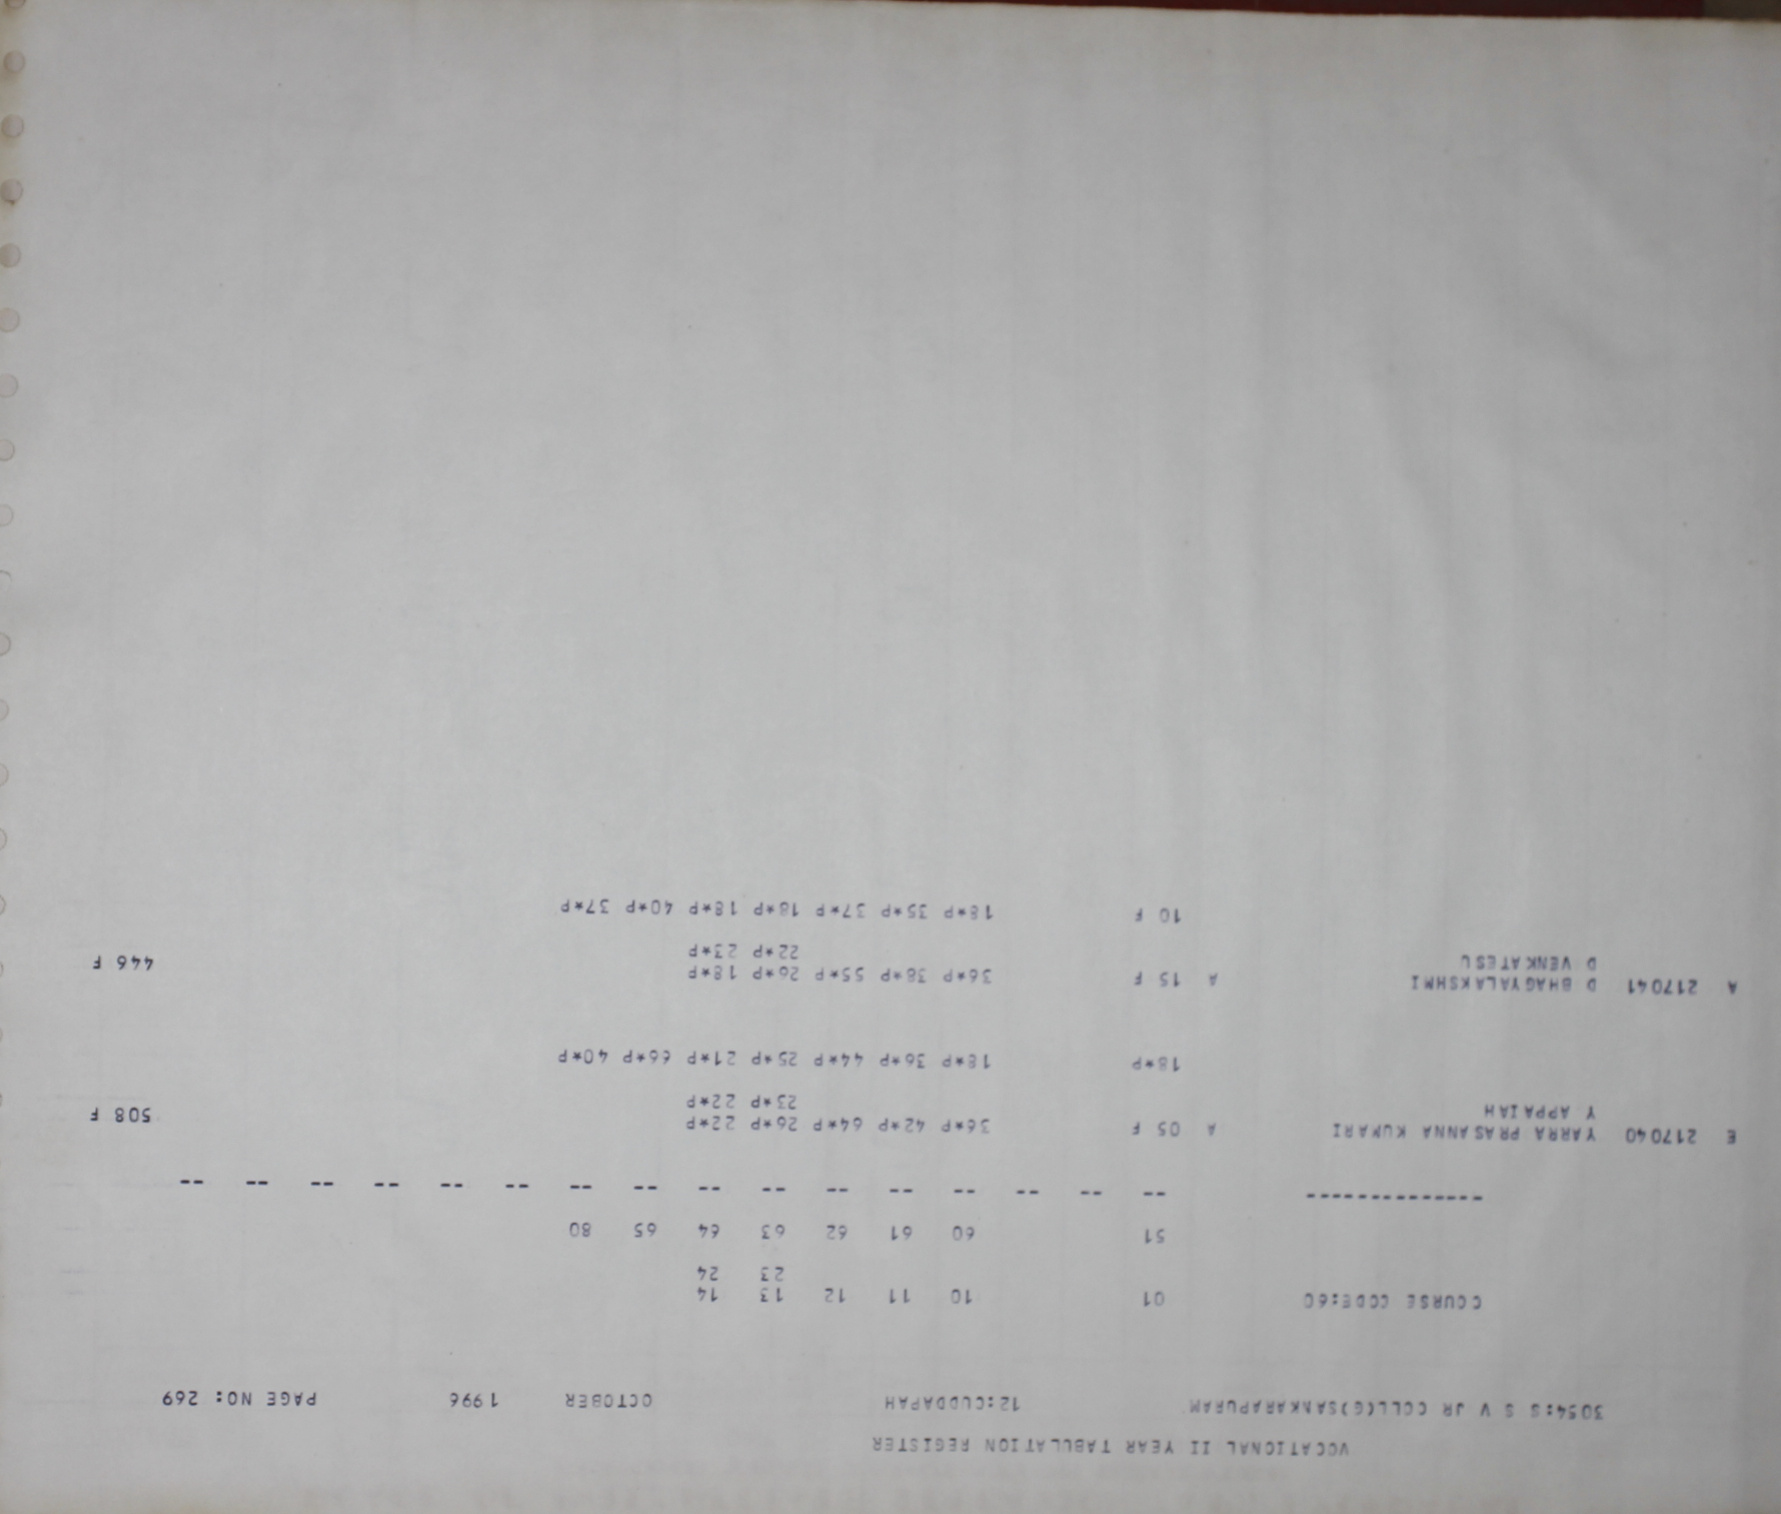 VOCATIONAL II YEAR TABULATION REGISTER
3054:S S V JR COLL(G)SANKARAPURAM 12:CUDDAPAH OCTOBER 1996 PAGE NO: 269
COURSE CODE:60 01 10 11 12 13 14
23 24
51 60 61 62 63 64 65 80
-------------- -- -- -- -- -- -- -- -- -- -- -- -- -- -- -- --
E 217040 YARRA PRASANNA KUMARI A 05 F 36*P 42*P 64*P 26*P 22*P 508 F
Y APPAIAH 23*P 22*P
18*P 18*P 36*P 44*P 25*P 21*P 66*P 40*P
A 217041 D BHAGYALAKSHMI A 15 F 36*P 38*P 55*P 26*P 18*P 446 F
D VENKATESU 22*P 23*P
10 F 18*P 35*P 37*P 18*P 18*P 40*P 37*P